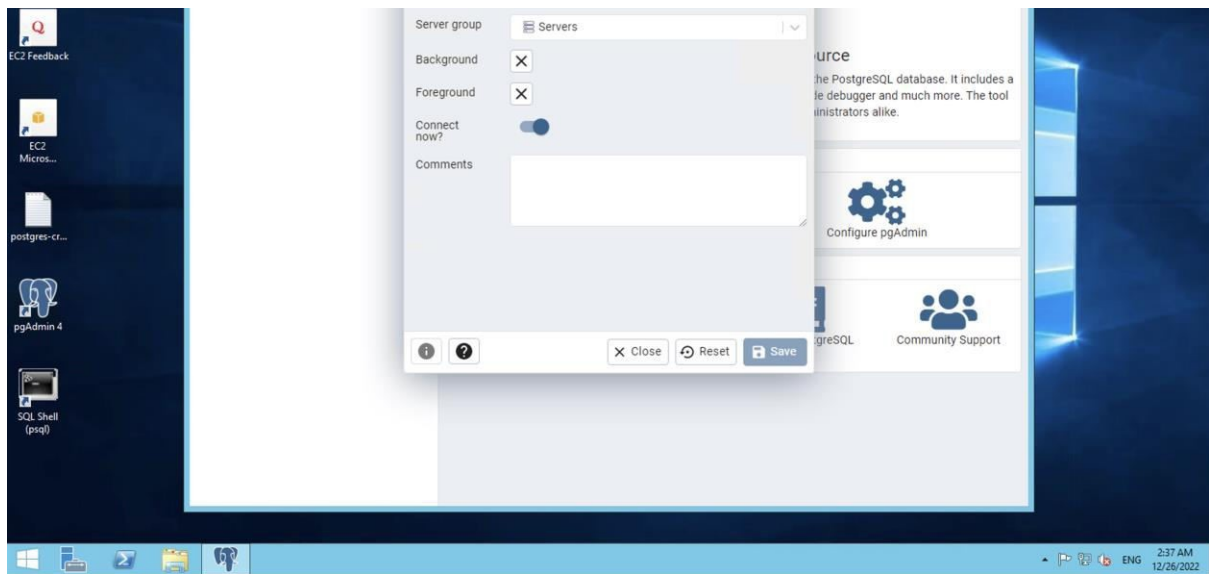 EC2 Feedback
EC2
Micros...
postgres-cr...
pgAdmin 4
SQL Shell
(psql)
Server group
Servers
Background
Foreground
Connect
now?
Comments
Close
Reset
Save
urce
the PostgreSQL database. It includes a
de debugger and much more. The tool
ministrators alike.
Configure pgAdmin
greSQL
Community Support
ENG
2:37 AM
12/26/2022